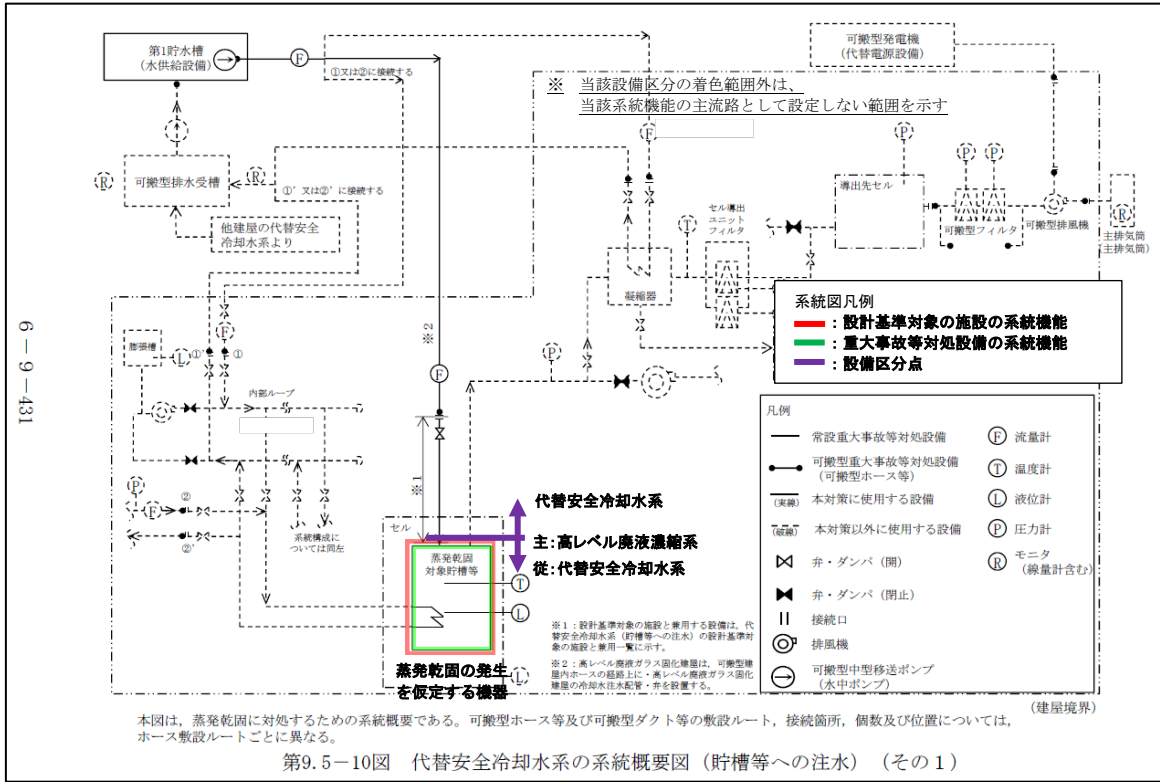 第1貯水槽
(水供給設備)
F
①又は②に接続する
可搬型発電機
(代替電源設備)
※ 当該設備区分の着色範囲外は、
当該系統機能の主流路として設定しない範囲を示す
F
P
R
可搬型排水受槽
R
①’又は②’に接続する
他建屋の代替安全
冷却水系より
導出先セル
P
P
可搬型フィルタ
可搬型排風機
R
主排気筒
(主排気筒)
セル導出
ユニット
フィルタ
T
凝縮器
系統図凡例
:設計基準対象の施設の系統機能
:重大事故等対処設備の系統機能
:設備区分点
6-9-431
膨張槽
L
F
①’
①
※2
F
P
内部ループ
※1
P
F
②
②’
系統構成に
ついては同左
セル
蒸発乾固
対象貯槽等
T
L
L
代替安全冷却水系
主:高レベル廃液濃縮系
従:代替安全冷却水系
蒸発乾固の発生
を仮定する機器
※1:設計基準対象の施設と兼用する設備は,代
替安全冷却水系(貯槽等への注水)の設計基準対
象の施設と兼用一覧に示す。
※2:高レベル廃液ガラス固化建屋は,可搬型建
屋内ホースの経路上に・高レベル廃液ガラス固化
建屋の冷却水注水配管・弁を設置する。
凡例
常設重大事故等対処設備
可搬型重大事故等対処設備
(可搬型ホース等)
(実線) 本対策に使用する設備
(破線) 本対策以外に使用する設備
弁・ダンパ(開)
弁・ダンパ(閉止)
接続口
排風機
可搬型中型移送ポンプ
(水中ポンプ)
F 流量計
T 温度計
L 液位計
P 圧力計
R モニタ
(線量計含む)
(建屋境界)
本図は,蒸発乾固に対処するための系統概要である。可搬型ホース等及び可搬型ダクト等の敷設ルート,接続箇所,個数及び位置については,
ホース敷設ルートごとに異なる。
第9.5-10図 代替安全冷却水系の系統概要図(貯槽等への注水)(その1)